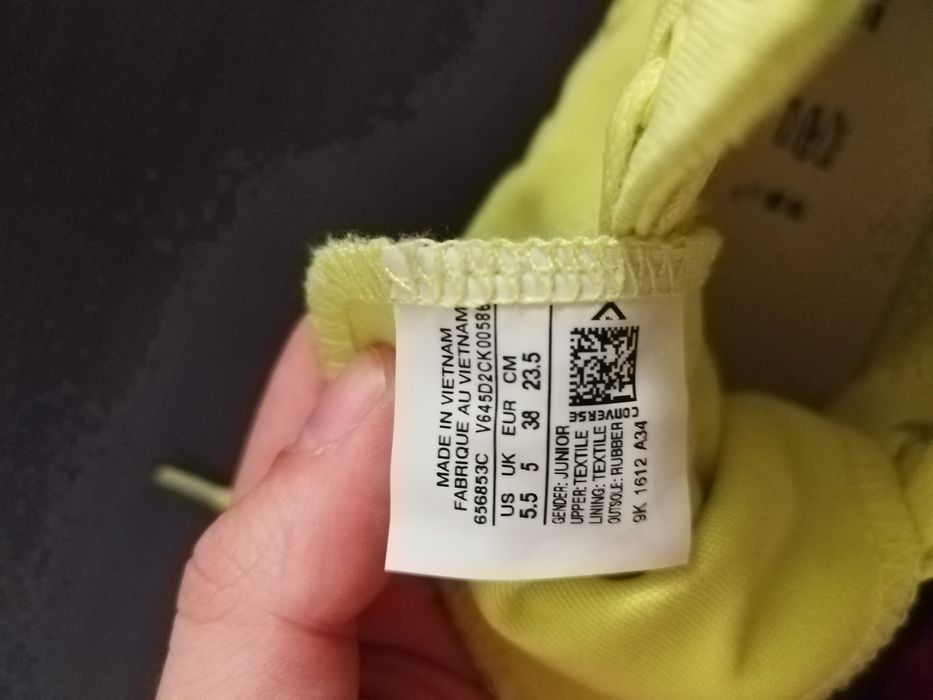 MADE IN VIETNAM
FABRIQUE AU VIETNAM
656853C V645D2CK00586
US UK EUR CM
5.5 5 38 23.5
GENDER: JUNIOR
UPPER: TEXTILE
LINING: TEXTILE
OUTSOLE: RUBBER
CONVERSE
9K 1612 A34